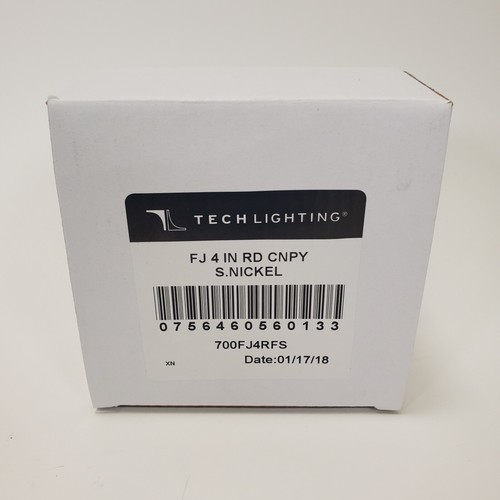 TECH LIGHTING®
FJ 4 IN RD CNPY
S.NICKEL
0756460560133
700FJ4RFS
XN Date:01/17/18